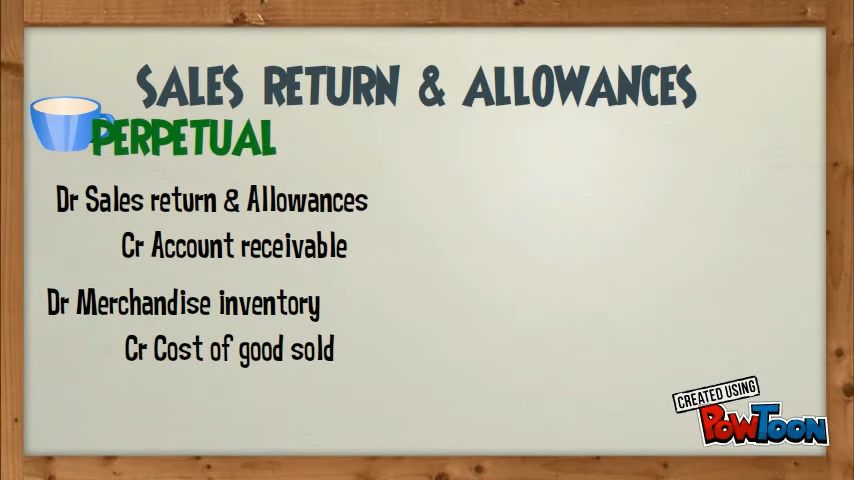 SALES RETURN & ALLOWANCES
PERPETUAL
Dr Sales return & Allowances
Cr Account receivable
Dr Merchandise inventory
Cr Cost of good sold
CREATED USING
POWTOON